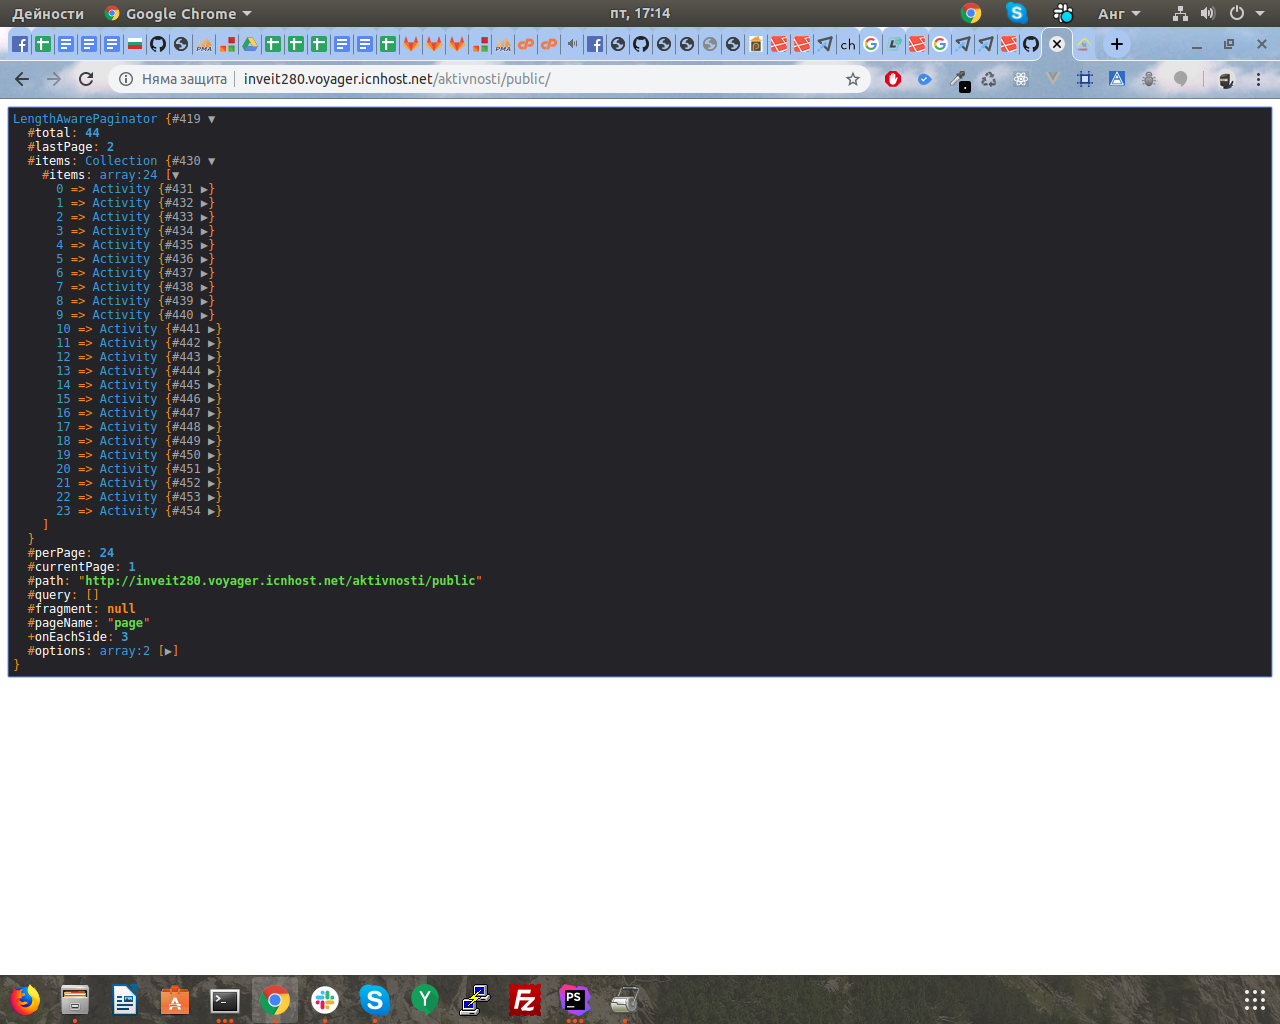 Дейности Google Chrome ▾ пт, 17:14 Анг ▾
ch
Няма защита inveit280.voyager.icnhost.net/aktivnosti/public/
LengthAwarePaginator {#419 ▼
#total: 44
#lastPage: 2
#items: Collection {#430 ▼
#items: array:24 [▼
0 => Activity {#431 ▶}
1 => Activity {#432 ▶}
2 => Activity {#433 ▶}
3 => Activity {#434 ▶}
4 => Activity {#435 ▶}
5 => Activity {#436 ▶}
6 => Activity {#437 ▶}
7 => Activity {#438 ▶}
8 => Activity {#439 ▶}
9 => Activity {#440 ▶}
10 => Activity {#441 ▶}
11 => Activity {#442 ▶}
12 => Activity {#443 ▶}
13 => Activity {#444 ▶}
14 => Activity {#445 ▶}
15 => Activity {#446 ▶}
16 => Activity {#447 ▶}
17 => Activity {#448 ▶}
18 => Activity {#449 ▶}
19 => Activity {#450 ▶}
20 => Activity {#451 ▶}
21 => Activity {#452 ▶}
22 => Activity {#453 ▶}
23 => Activity {#454 ▶}
]
}
#perPage: 24
#currentPage: 1
#path: "http://inveit280.voyager.icnhost.net/aktivnosti/public"
#query: []
#fragment: null
#pageName: "page"
+onEachSide: 3
#options: array:2 [▶]
}